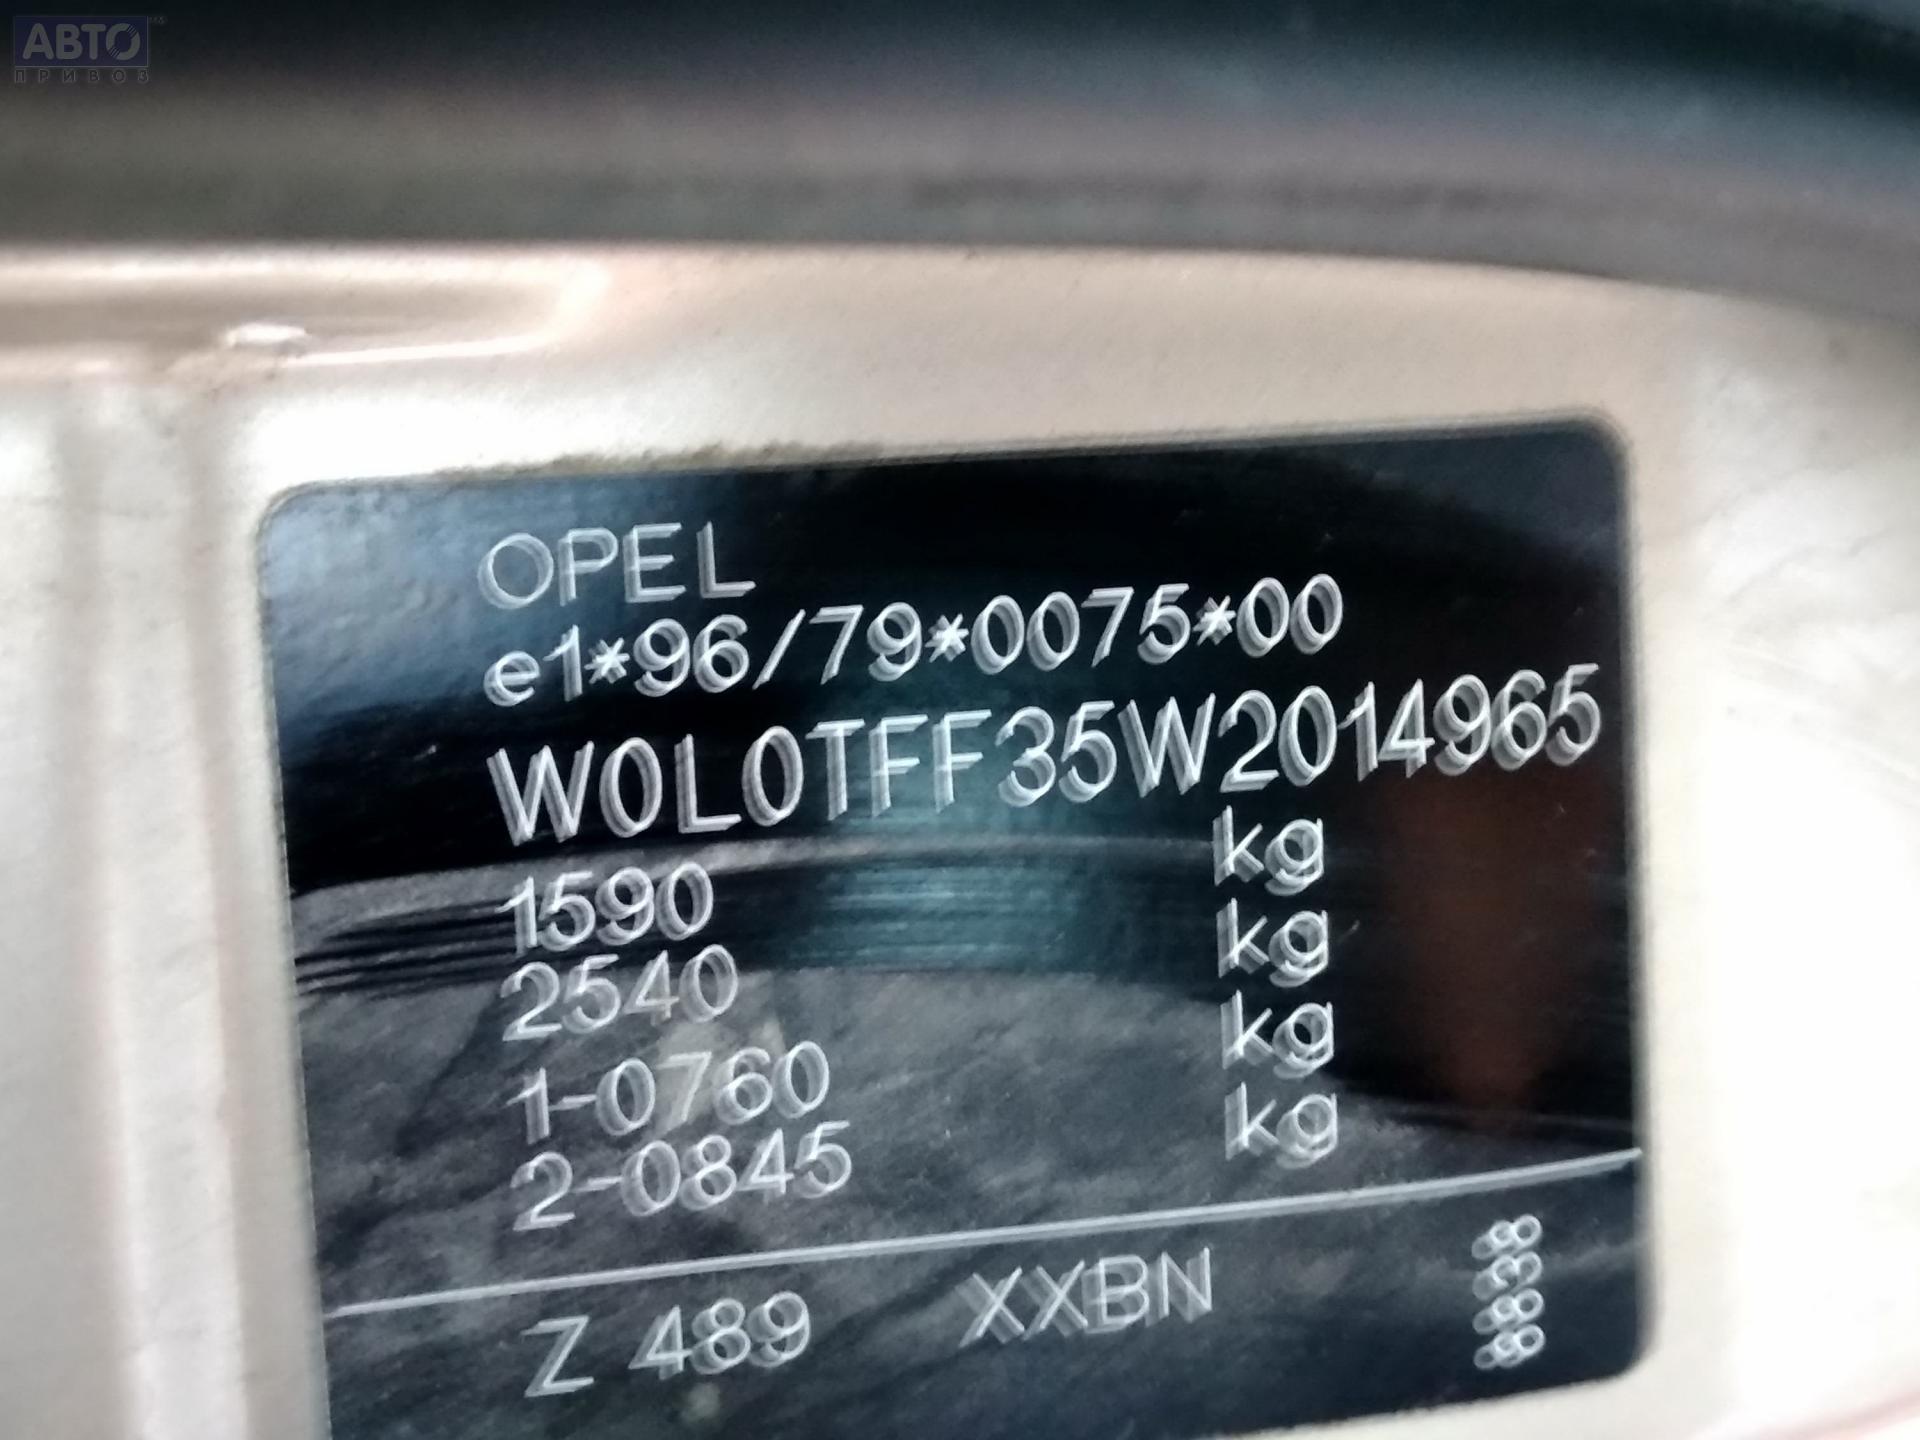 АВТО™
ПРИВОЗ
OPEL
e1*96/79*0075*00
W0L0TFF35W2014965
1590 kg
2540 kg
1-0760 kg
2-0845 kg
Z 489 XXBN